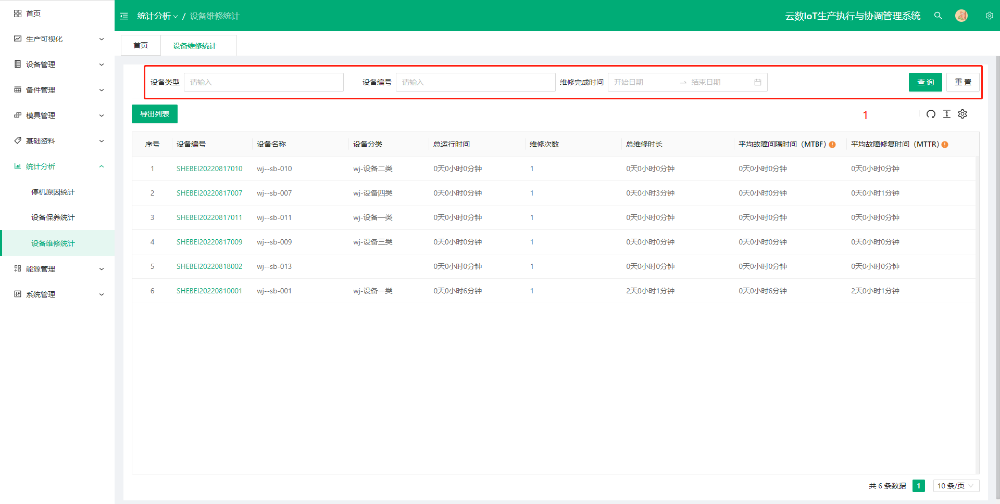 首页
生产可视化
设备管理
备件管理
模具管理
基础资料
统计分析
停机原因统计
设备保养统计
设备维修统计
能源管理
系统管理
统计分析 / 设备维修统计
云数IoT生产执行与协调管理系统
首页 设备维修统计
设备类型 请输入 设备编号 请输入 维修完成时间 开始日期 → 结束日期 查 询 重 置
导出列表 1
序号 设备编号 设备名称 设备分类 总运行时间 维修次数 总维修时长 平均故障间隔时间（MTBF） 平均故障修复时间（MTTR）
1 SHEBEI20220817010 wj--sb-010 wj-设备二类 0天0小时0分钟 1 0天0小时0分钟 0天0小时0分钟 0天0小时0分钟
2 SHEBEI20220817007 wj--sb-007 wj-设备四类 0天0小时0分钟 1 0天0小时3分钟 0天0小时0分钟 0天0小时1分钟
3 SHEBEI20220817011 wj--sb-011 wj-设备一类 0天0小时0分钟 1 0天0小时0分钟 0天0小时0分钟 0天0小时0分钟
4 SHEBEI20220817009 wj--sb-009 wj-设备三类 0天0小时0分钟 1 0天0小时0分钟 0天0小时0分钟 0天0小时0分钟
5 SHEBEI20220818002 wj--sb-013 0天0小时0分钟 1 0天0小时0分钟 0天0小时0分钟 0天0小时0分钟
6 SHEBEI20220810001 wj--sb-001 wj-设备一类 0天0小时6分钟 1 2天0小时1分钟 0天0小时6分钟 2天0小时1分钟
共 6 条数据 1 10 条/页